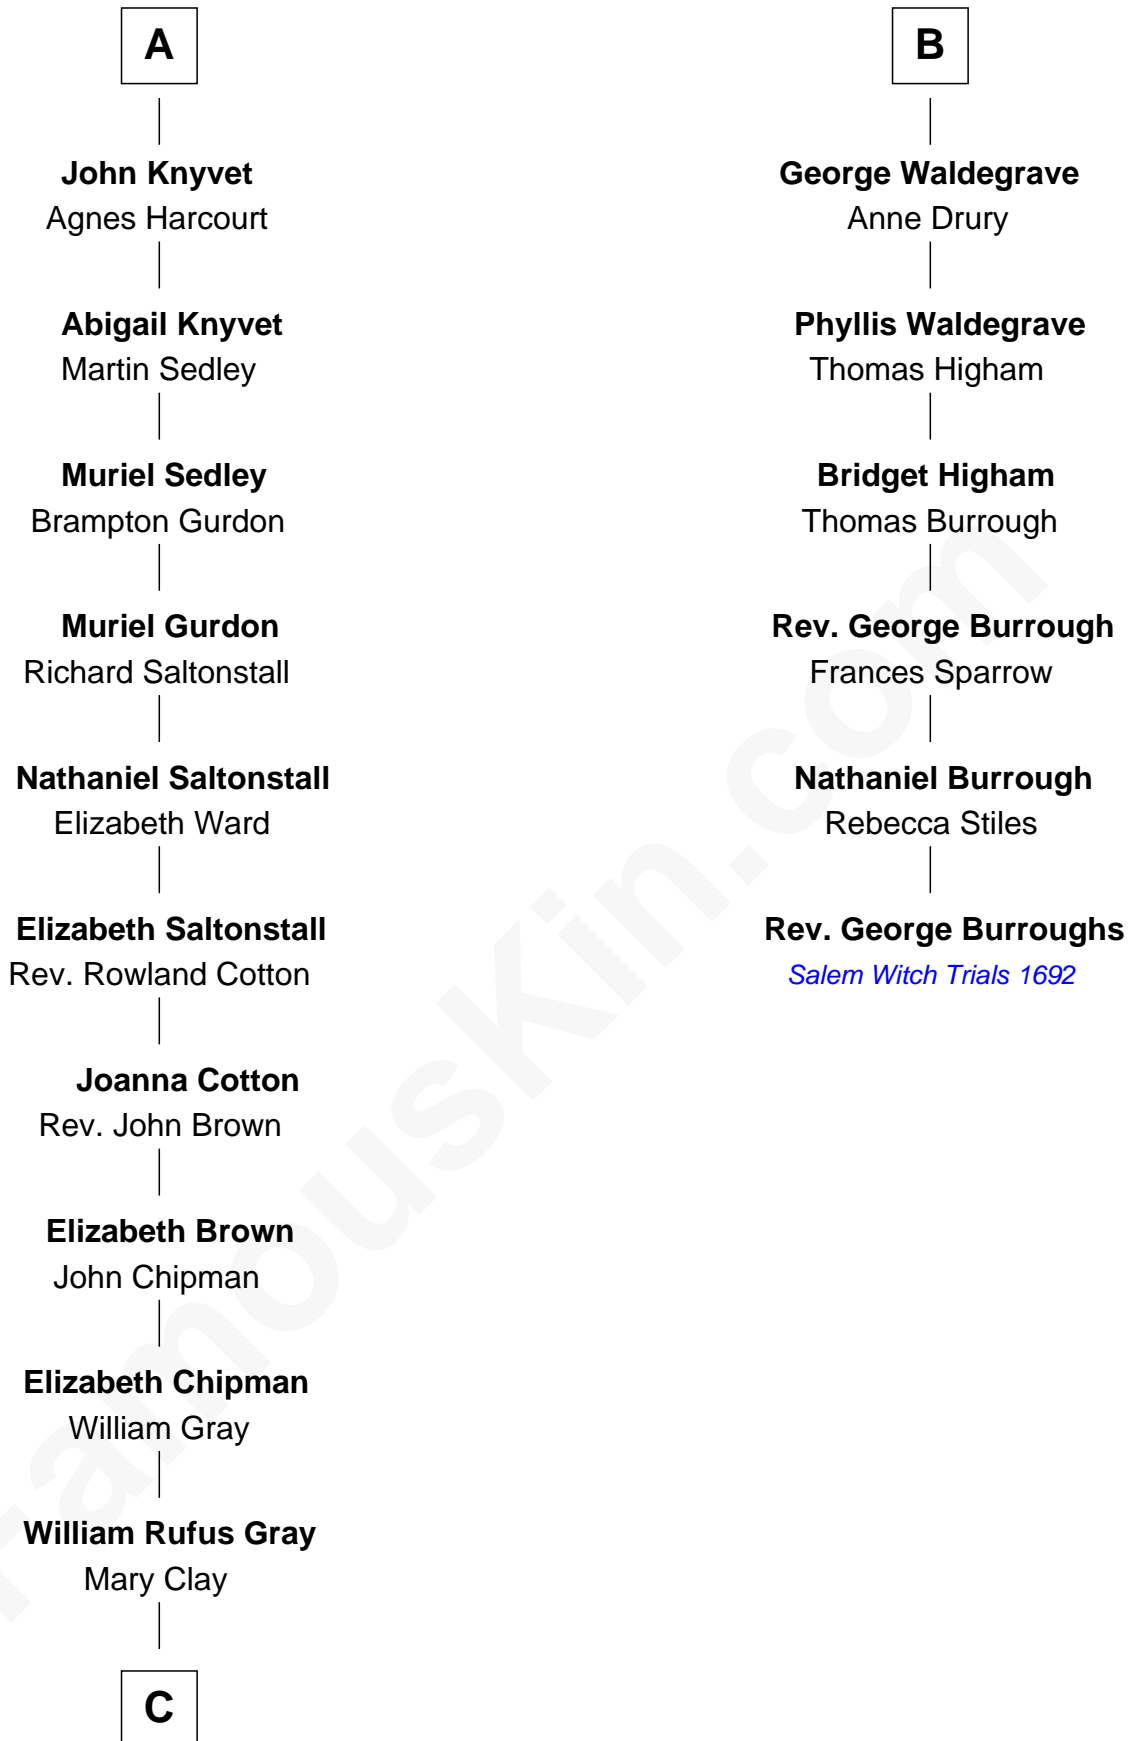 A
John Knyvet
Agnes Harcourt
Abigail Knyvet
Martin Sedley
Muriel Sedley
Brampton Gurdon
Muriel Gurdon
Richard Saltonstall
Nathaniel Saltonstall
Elizabeth Ward
Elizabeth Saltonstall
Rev. Rowland Cotton
Joanna Cotton
Rev. John Brown
Elizabeth Brown
John Chipman
Elizabeth Chipman
William Gray
William Rufus Gray
Mary Clay
C
B
George Waldegrave
Anne Drury
Phyllis Waldegrave
Thomas Higham
Bridget Higham
Thomas Burrough
Rev. George Burrough
Frances Sparrow
Nathaniel Burrough
Rebecca Stiles
Rev. George Burroughs
Salem Witch Trials 1692
FamousKin.com